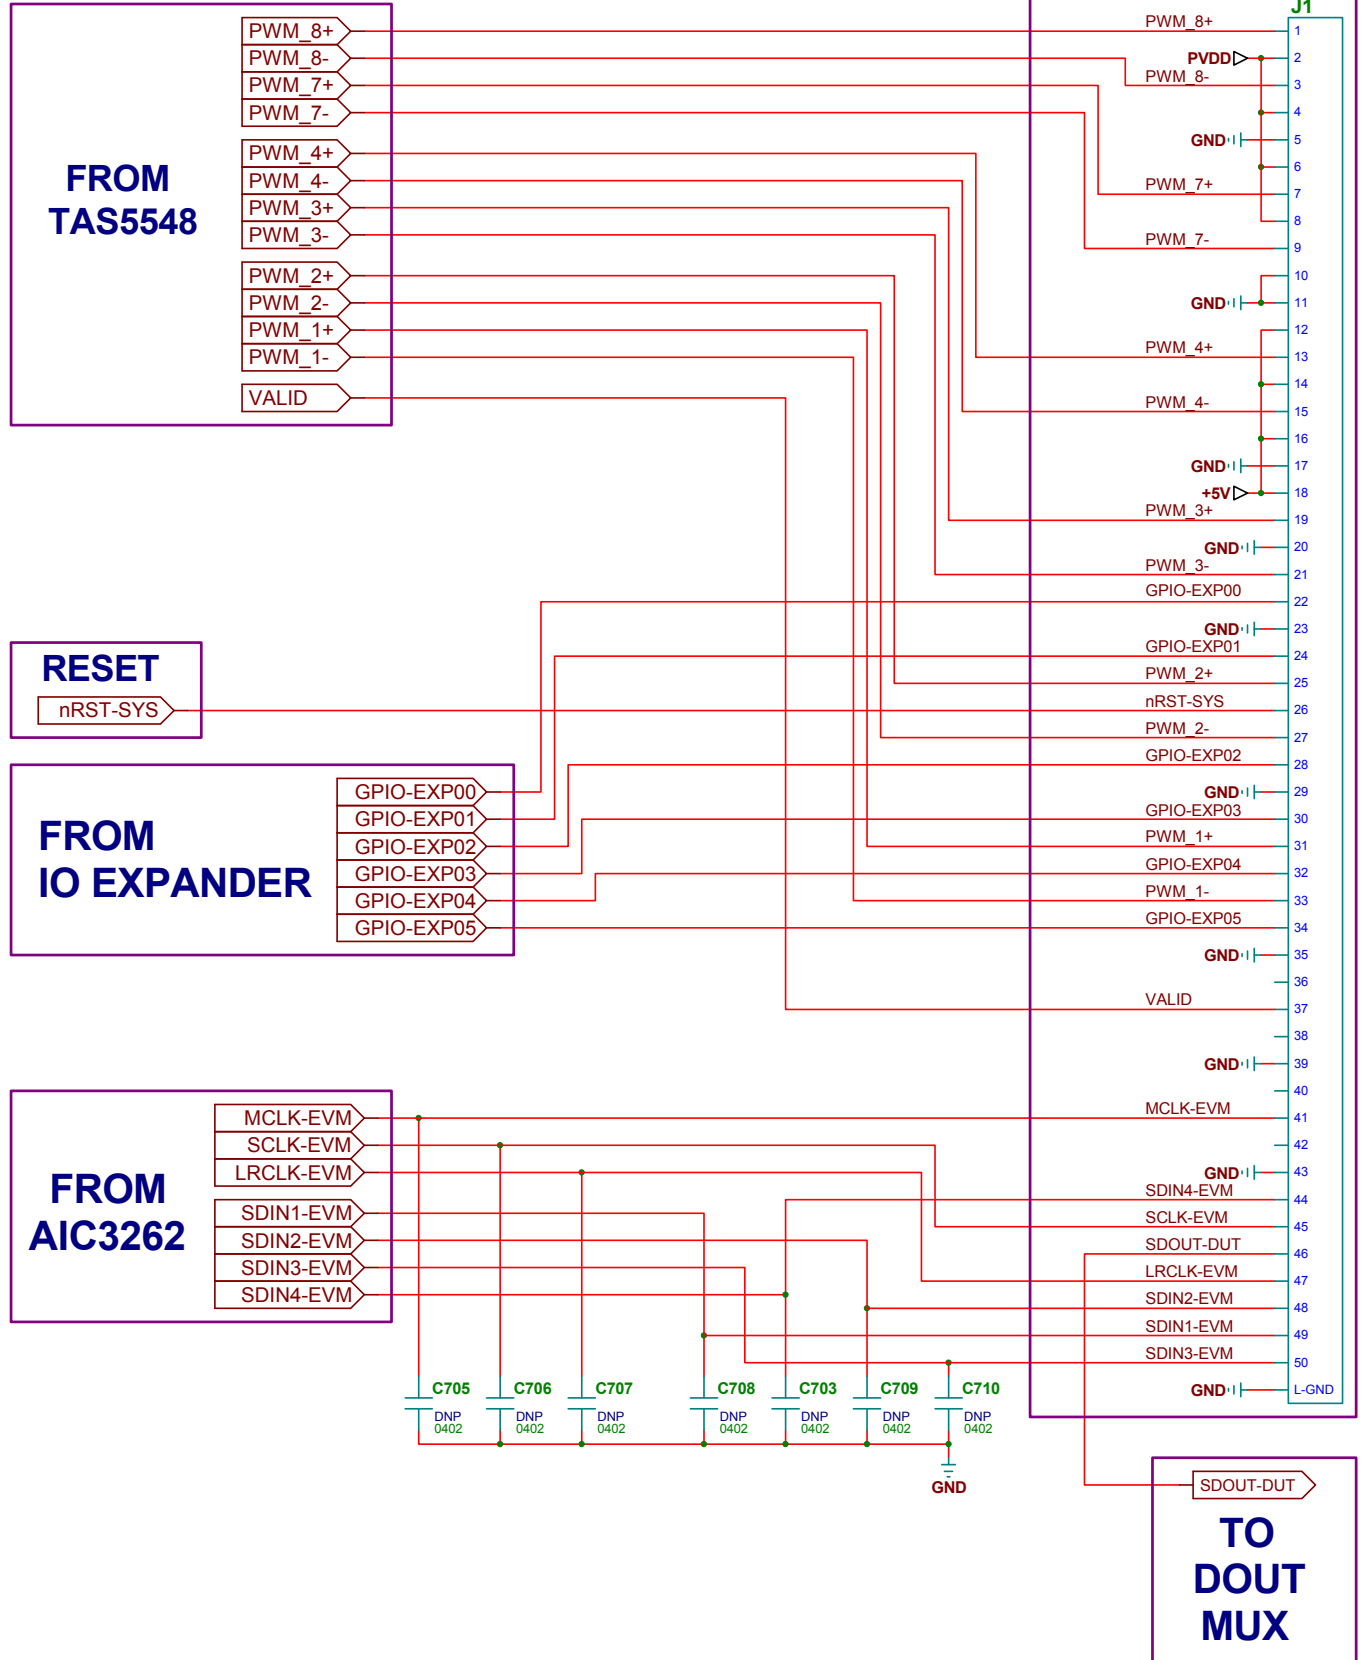 PWM_8+
PWM_8-
PWM_7+
PWM_7-
PWM_4+
PWM_4-
PWM_3+
PWM_3-
PWM_2+
PWM_2-
PWM_1+
PWM_1-
VALID
FROM
TAS5548
RESET
nRST-SYS
FROM
IO EXPANDER
GPIO-EXP00
GPIO-EXP01
GPIO-EXP02
GPIO-EXP03
GPIO-EXP04
GPIO-EXP05
FROM
AIC3262
MCLK-EVM
SCLK-EVM
LRCLK-EVM
SDIN1-EVM
SDIN2-EVM
SDIN3-EVM
SDIN4-EVM
C705
DNP
0402
C706
DNP
0402
C707
DNP
0402
C708
DNP
0402
C703
DNP
0402
C709
DNP
0402
C710
DNP
0402
GND
J1
PWM_8+ 1
PVDD 2
PWM_8- 3
4
GND 5
6
PWM_7+ 7
8
PWM_7- 9
10
GND 11
12
PWM_4+ 13
14
PWM_4- 15
16
GND 17
+5V 18
PWM_3+ 19
GND 20
PWM_3- 21
GPIO-EXP00 22
GND 23
GPIO-EXP01 24
PWM_2+ 25
nRST-SYS 26
PWM_2- 27
GPIO-EXP02 28
GND 29
GPIO-EXP03 30
PWM_1+ 31
GPIO-EXP04 32
PWM_1- 33
GPIO-EXP05 34
GND 35
36
VALID 37
38
GND 39
40
MCLK-EVM 41
42
GND 43
SDIN4-EVM 44
SCLK-EVM 45
SDOUT-DUT 46
LRCLK-EVM 47
SDIN2-EVM 48
SDIN1-EVM 49
SDIN3-EVM 50
GND L-GND
SDOUT-DUT
TO
DOUT
MUX